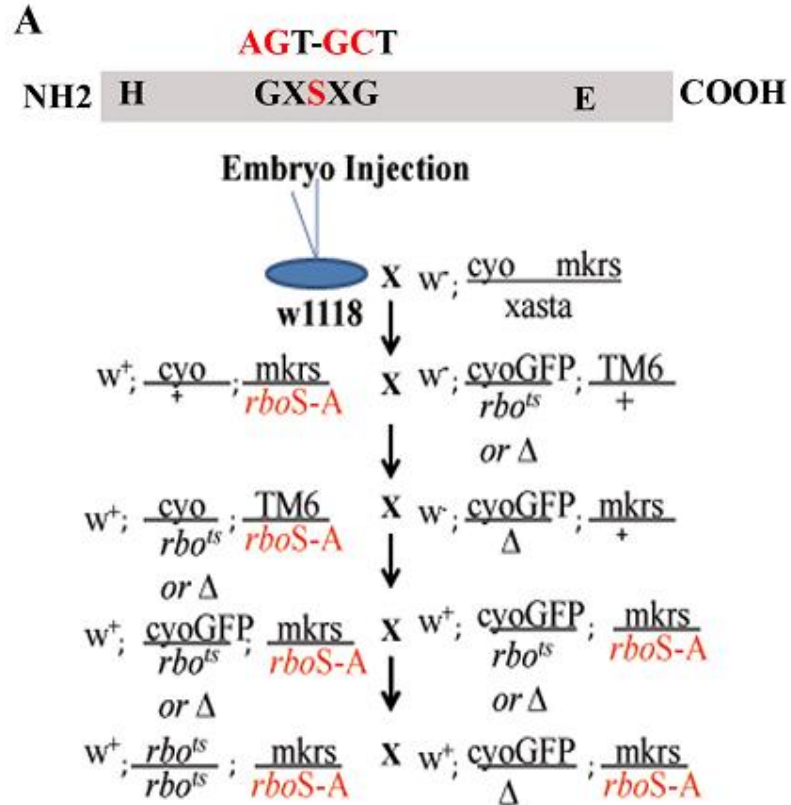 A
AGT-GCT
NH2 H GXSXG E COOH
Embryo Injection
X w-; cyo mkrs
xasta
w1118
w+; cyo ; mkrs X w-; cyoGFP ; TM6
+ rboS-A rbots +
or Δ
w+; cyo ; TM6 X w-; cyoGFP ; mkrs
rbots rboS-A Δ +
or Δ
w+; cyoGFP; mkrs X w+; cyoGFP ; mkrs
rbots rboS-A rbots rboS-A
or Δ or Δ
w+; rbots ; mkrs X w+; cyoGFP ; mkrs
rbots rboS-A Δ rboS-A